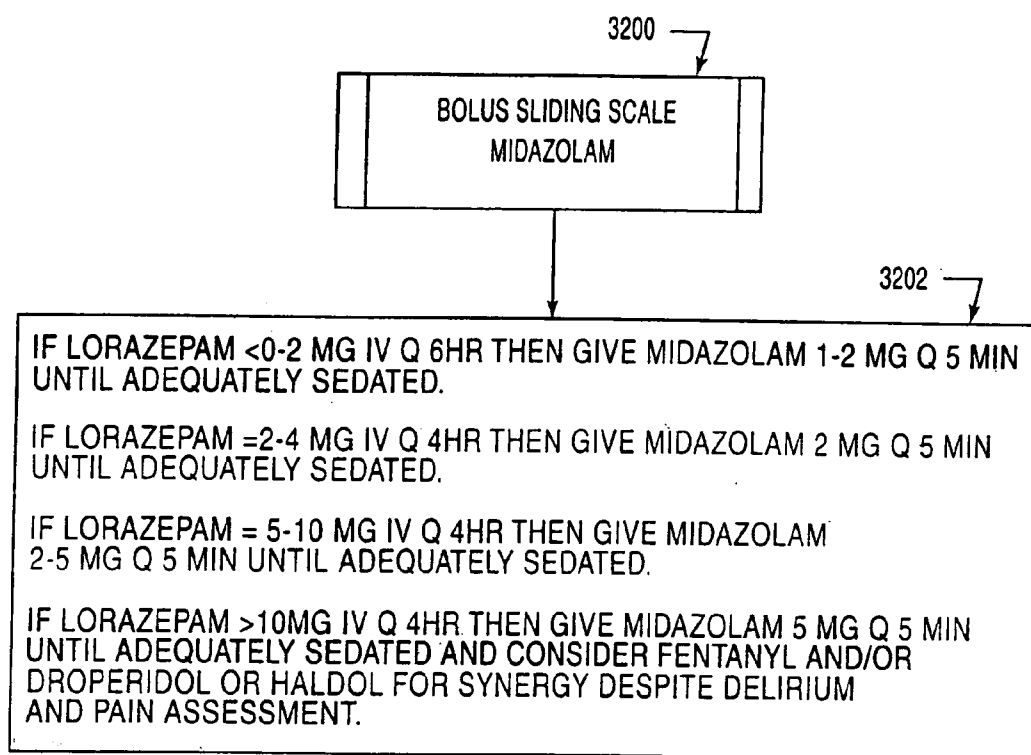 3200
BOLUS SLIDING SCALE
MIDAZOLAM
3202
IF LORAZEPAM <0-2 MG IV Q 6HR THEN GIVE MIDAZOLAM 1-2 MG Q 5 MIN
UNTIL ADEQUATELY SEDATED.
IF LORAZEPAM =2-4 MG IV Q 4HR THEN GIVE MIDAZOLAM 2 MG Q 5 MIN
UNTIL ADEQUATELY SEDATED.
IF LORAZEPAM = 5-10 MG IV Q 4HR THEN GIVE MIDAZOLAM
2-5 MG Q 5 MIN UNTIL ADEQUATELY SEDATED.
IF LORAZEPAM >10MG IV Q 4HR THEN GIVE MIDAZOLAM 5 MG Q 5 MIN
UNTIL ADEQUATELY SEDATED AND CONSIDER FENTANYL AND/OR
DROPERIDOL OR HALDOL FOR SYNERGY DESPITE DELIRIUM
AND PAIN ASSESSMENT.